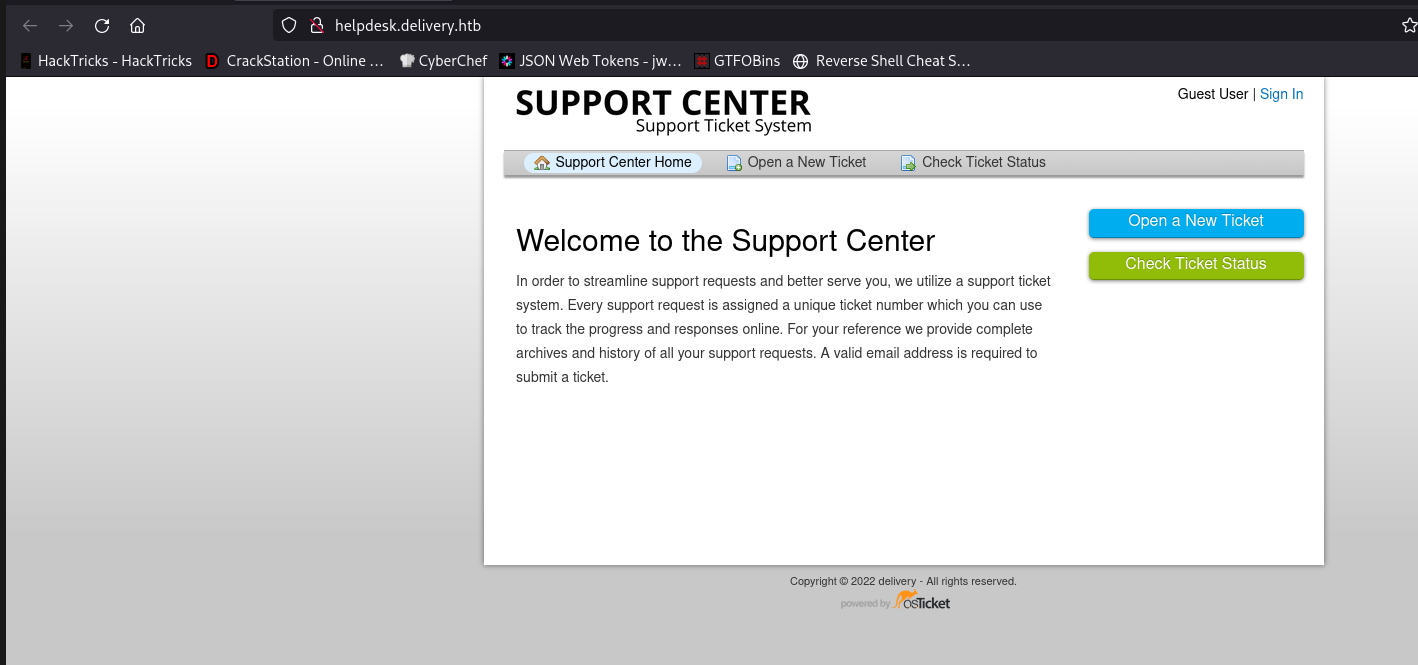 helpdesk.delivery.htb
HackTricks - HackTricks CrackStation - Online ... CyberChef JSON Web Tokens - jw... GTFOBins Reverse Shell Cheat S...
SUPPORT CENTER
Support Ticket System
Guest User | Sign In
Support Center Home Open a New Ticket Check Ticket Status
Open a New Ticket
Check Ticket Status
Welcome to the Support Center
In order to streamline support requests and better serve you, we utilize a support ticket
system. Every support request is assigned a unique ticket number which you can use
to track the progress and responses online. For your reference we provide complete
archives and history of all your support requests. A valid email address is required to
submit a ticket.
Copyright © 2022 delivery - All rights reserved.
powered by osTicket